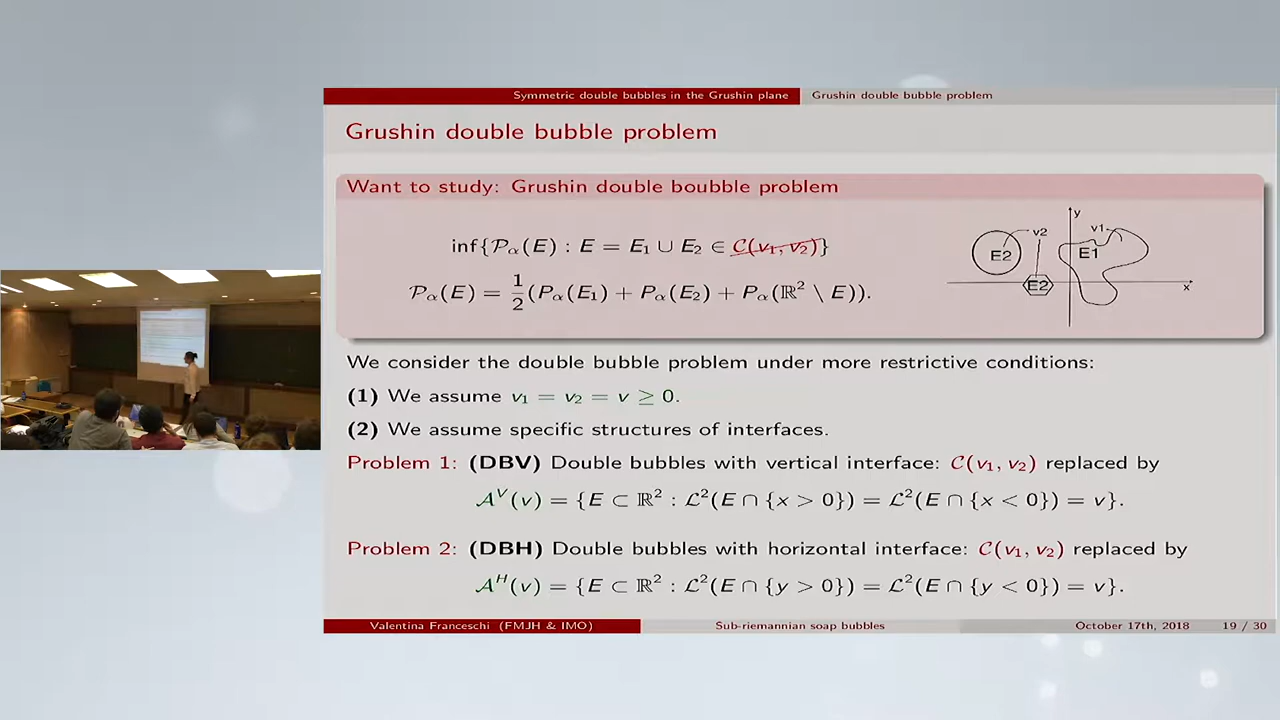 Symmetric double bubbles in the Grushin plane Grushin double bubble problem
Grushin double bubble problem
Want to study: Grushin double boubble problem
inf{𝒫α(E) : E = E₁ ∪ E₂ ∈ 𝒞(v₁, v₂)}
𝒫α(E) = 1/2 (Pα(E₁) + Pα(E₂) + Pα(ℝ² \ E)).
y
v2
v1
E2
E1
E2
x
We consider the double bubble problem under more restrictive conditions:
(1) We assume v₁ = v₂ = v ≥ 0.
(2) We assume specific structures of interfaces.
Problem 1: (DBV) Double bubbles with vertical interface: 𝒞(v₁, v₂) replaced by
𝒜ⱽ(v) = {E ⊂ ℝ² : ℒ²(E ∩ {x > 0}) = ℒ²(E ∩ {x < 0}) = v}.
Problem 2: (DBH) Double bubbles with horizontal interface: 𝒞(v₁, v₂) replaced by
𝒜ᴴ(v) = {E ⊂ ℝ² : ℒ²(E ∩ {y > 0}) = ℒ²(E ∩ {y < 0}) = v}.
Valentina Franceschi (FMJH & IMO) Sub-riemannian soap bubbles October 17th, 2018 19 / 30